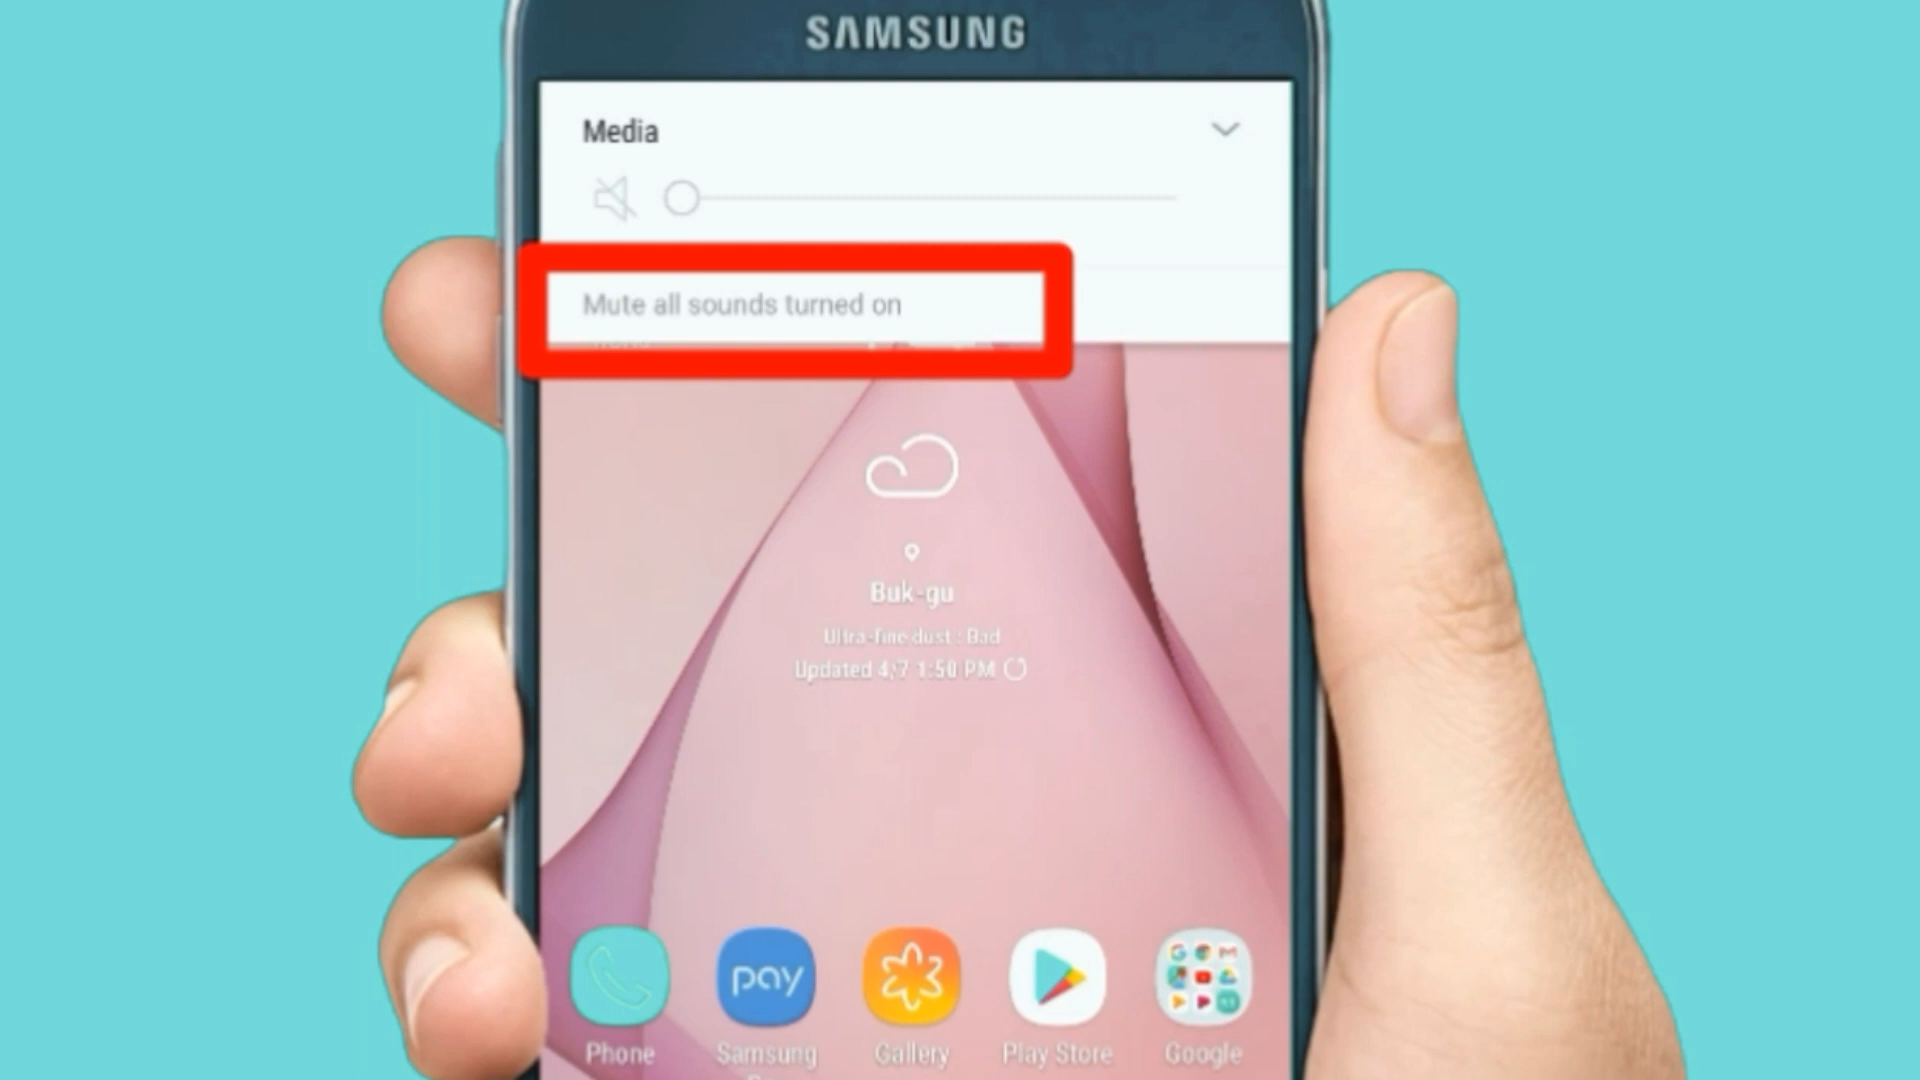 SAMSUNG
Media
Mute all sounds turned on
Buk-gu
Ultra-fine dust : Bad
Updated 4/7 1:50 PM
pay
Phone
Samsung
Gallery
Play Store
Google